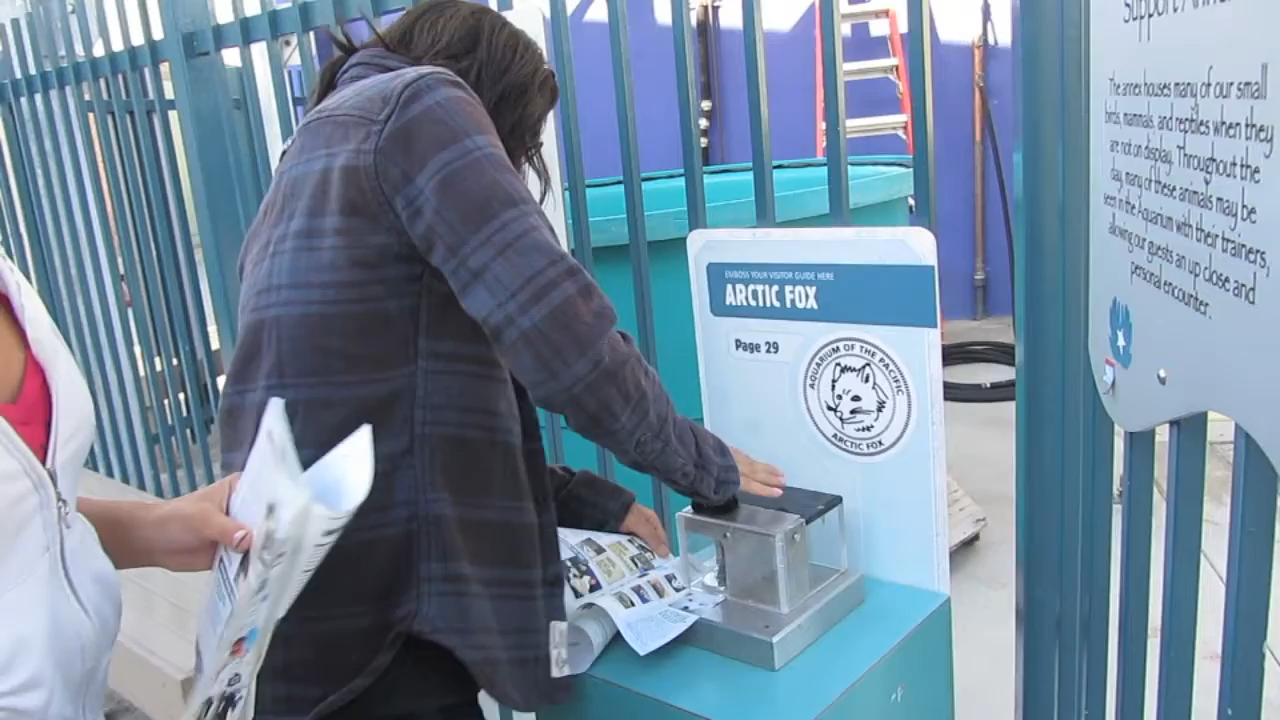 EMBOSS YOUR VISITOR GUIDE HERE
ARCTIC FOX
Page 29
AQUARIUM OF THE PACIFIC
ARCTIC FOX
Support
The annex houses many of our small
birds, mammals, and reptiles when they
are not on display. Throughout the
day, many of these animals may be
seen in the Aquarium with their trainers,
allowing our guests an up close and
personal encounter.